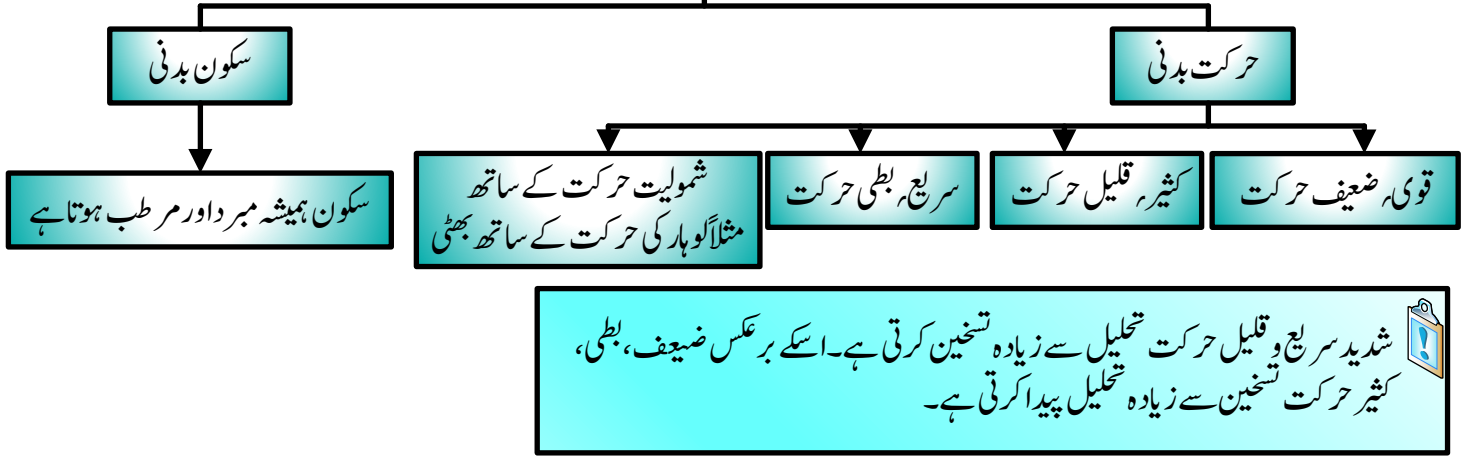 حرکت بدنی
سکون بدنی
قوی، ضعیف حرکت
کثیر، قلیل حرکت
سریع، بطی حرکت
شمولیت حرکت کے ساتھ
مثلاً لوہار کی حرکت کے ساتھ بھٹی
سکون ہمیشہ مبرد اور مرطب ہوتا ہے
شدید سریع و قلیل حرکت تحلیل سے زیادہ تسخین کرتی ہے۔ اسکے برعکس ضیعف، بطی،
کثیر حرکت تسخین سے زیادہ تحلیل پیدا کرتی ہے۔